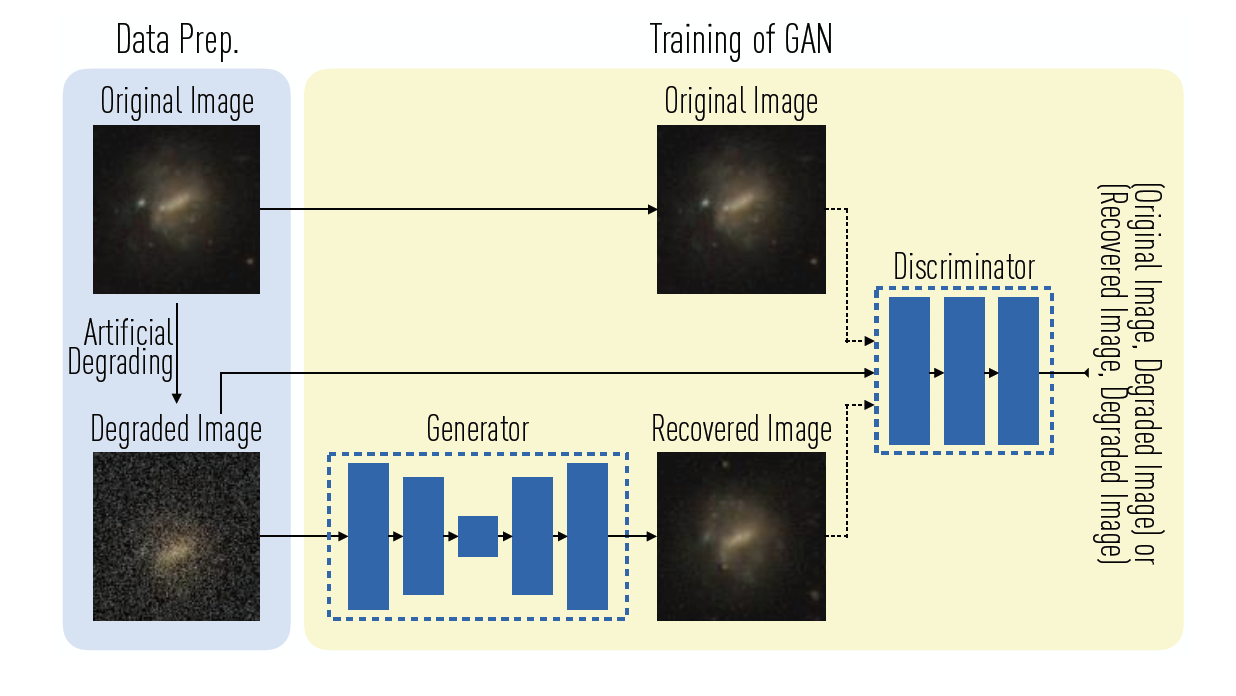 Data Prep.
Training of GAN
Original Image
Original Image
Artificial
Degrading
Discriminator
Degraded Image
Generator
Recovered Image
(Original Image, Degraded Image) or
(Recovered Image, Degraded Image)